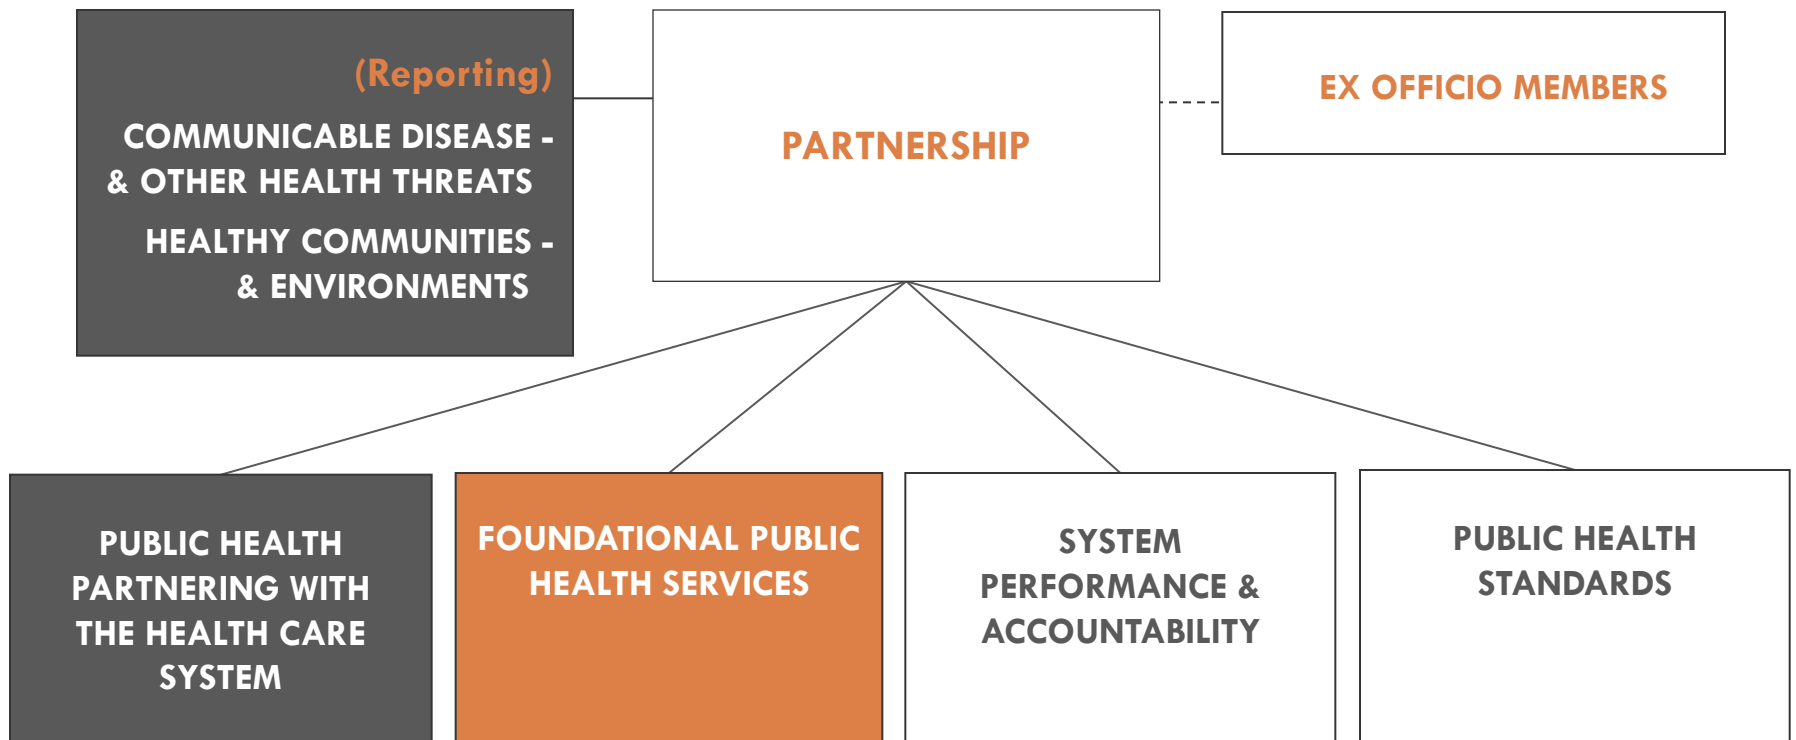 (Reporting)
COMMUNICABLE DISEASE -
& OTHER HEALTH THREATS
HEALTHY COMMUNITIES -
& ENVIRONMENTS
PARTNERSHIP
EX OFFICIO MEMBERS
PUBLIC HEALTH
PARTNERING WITH
THE HEALTH CARE
SYSTEM
FOUNDATIONAL PUBLIC
HEALTH SERVICES
SYSTEM
PERFORMANCE &
ACCOUNTABILITY
PUBLIC HEALTH
STANDARDS